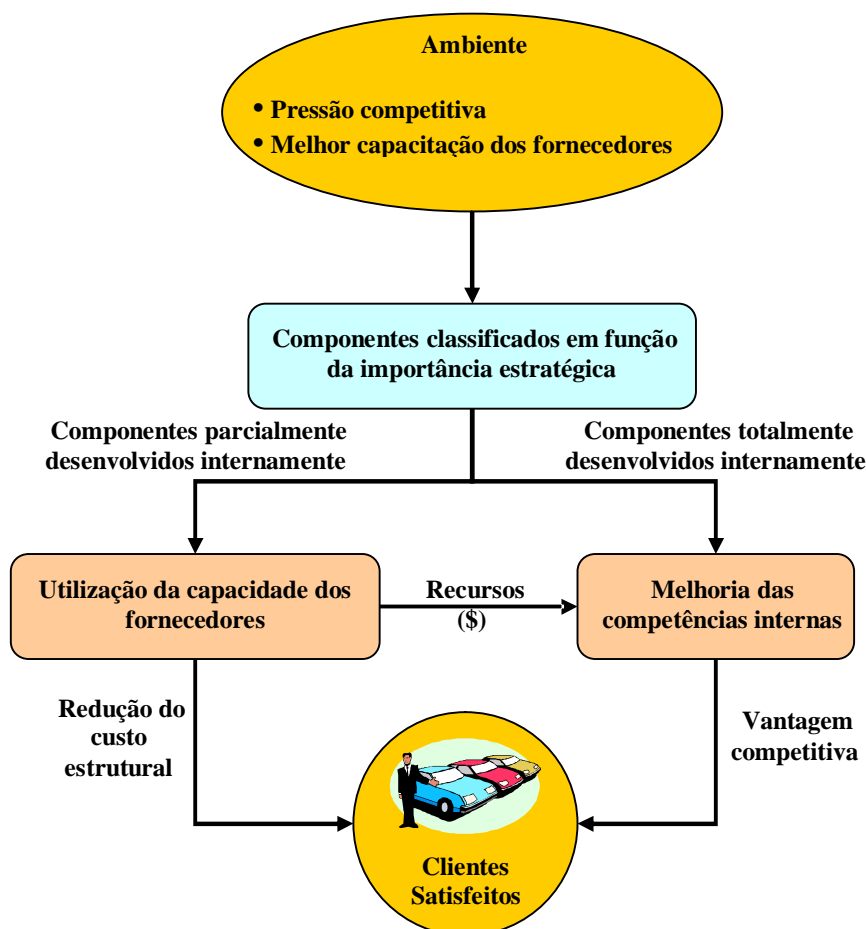 Ambiente
• Pressão competitiva
• Melhor capacitação dos fornecedores
Componentes classificados em função
da importância estratégica
Componentes parcialmente
desenvolvidos internamente
Componentes totalmente
desenvolvidos internamente
Utilização da capacidade dos
fornecedores
Recursos
($)
Melhoria das
competências internas
Redução do
custo
estrutural
Vantagem
competitiva
Clientes
Satisfeitos